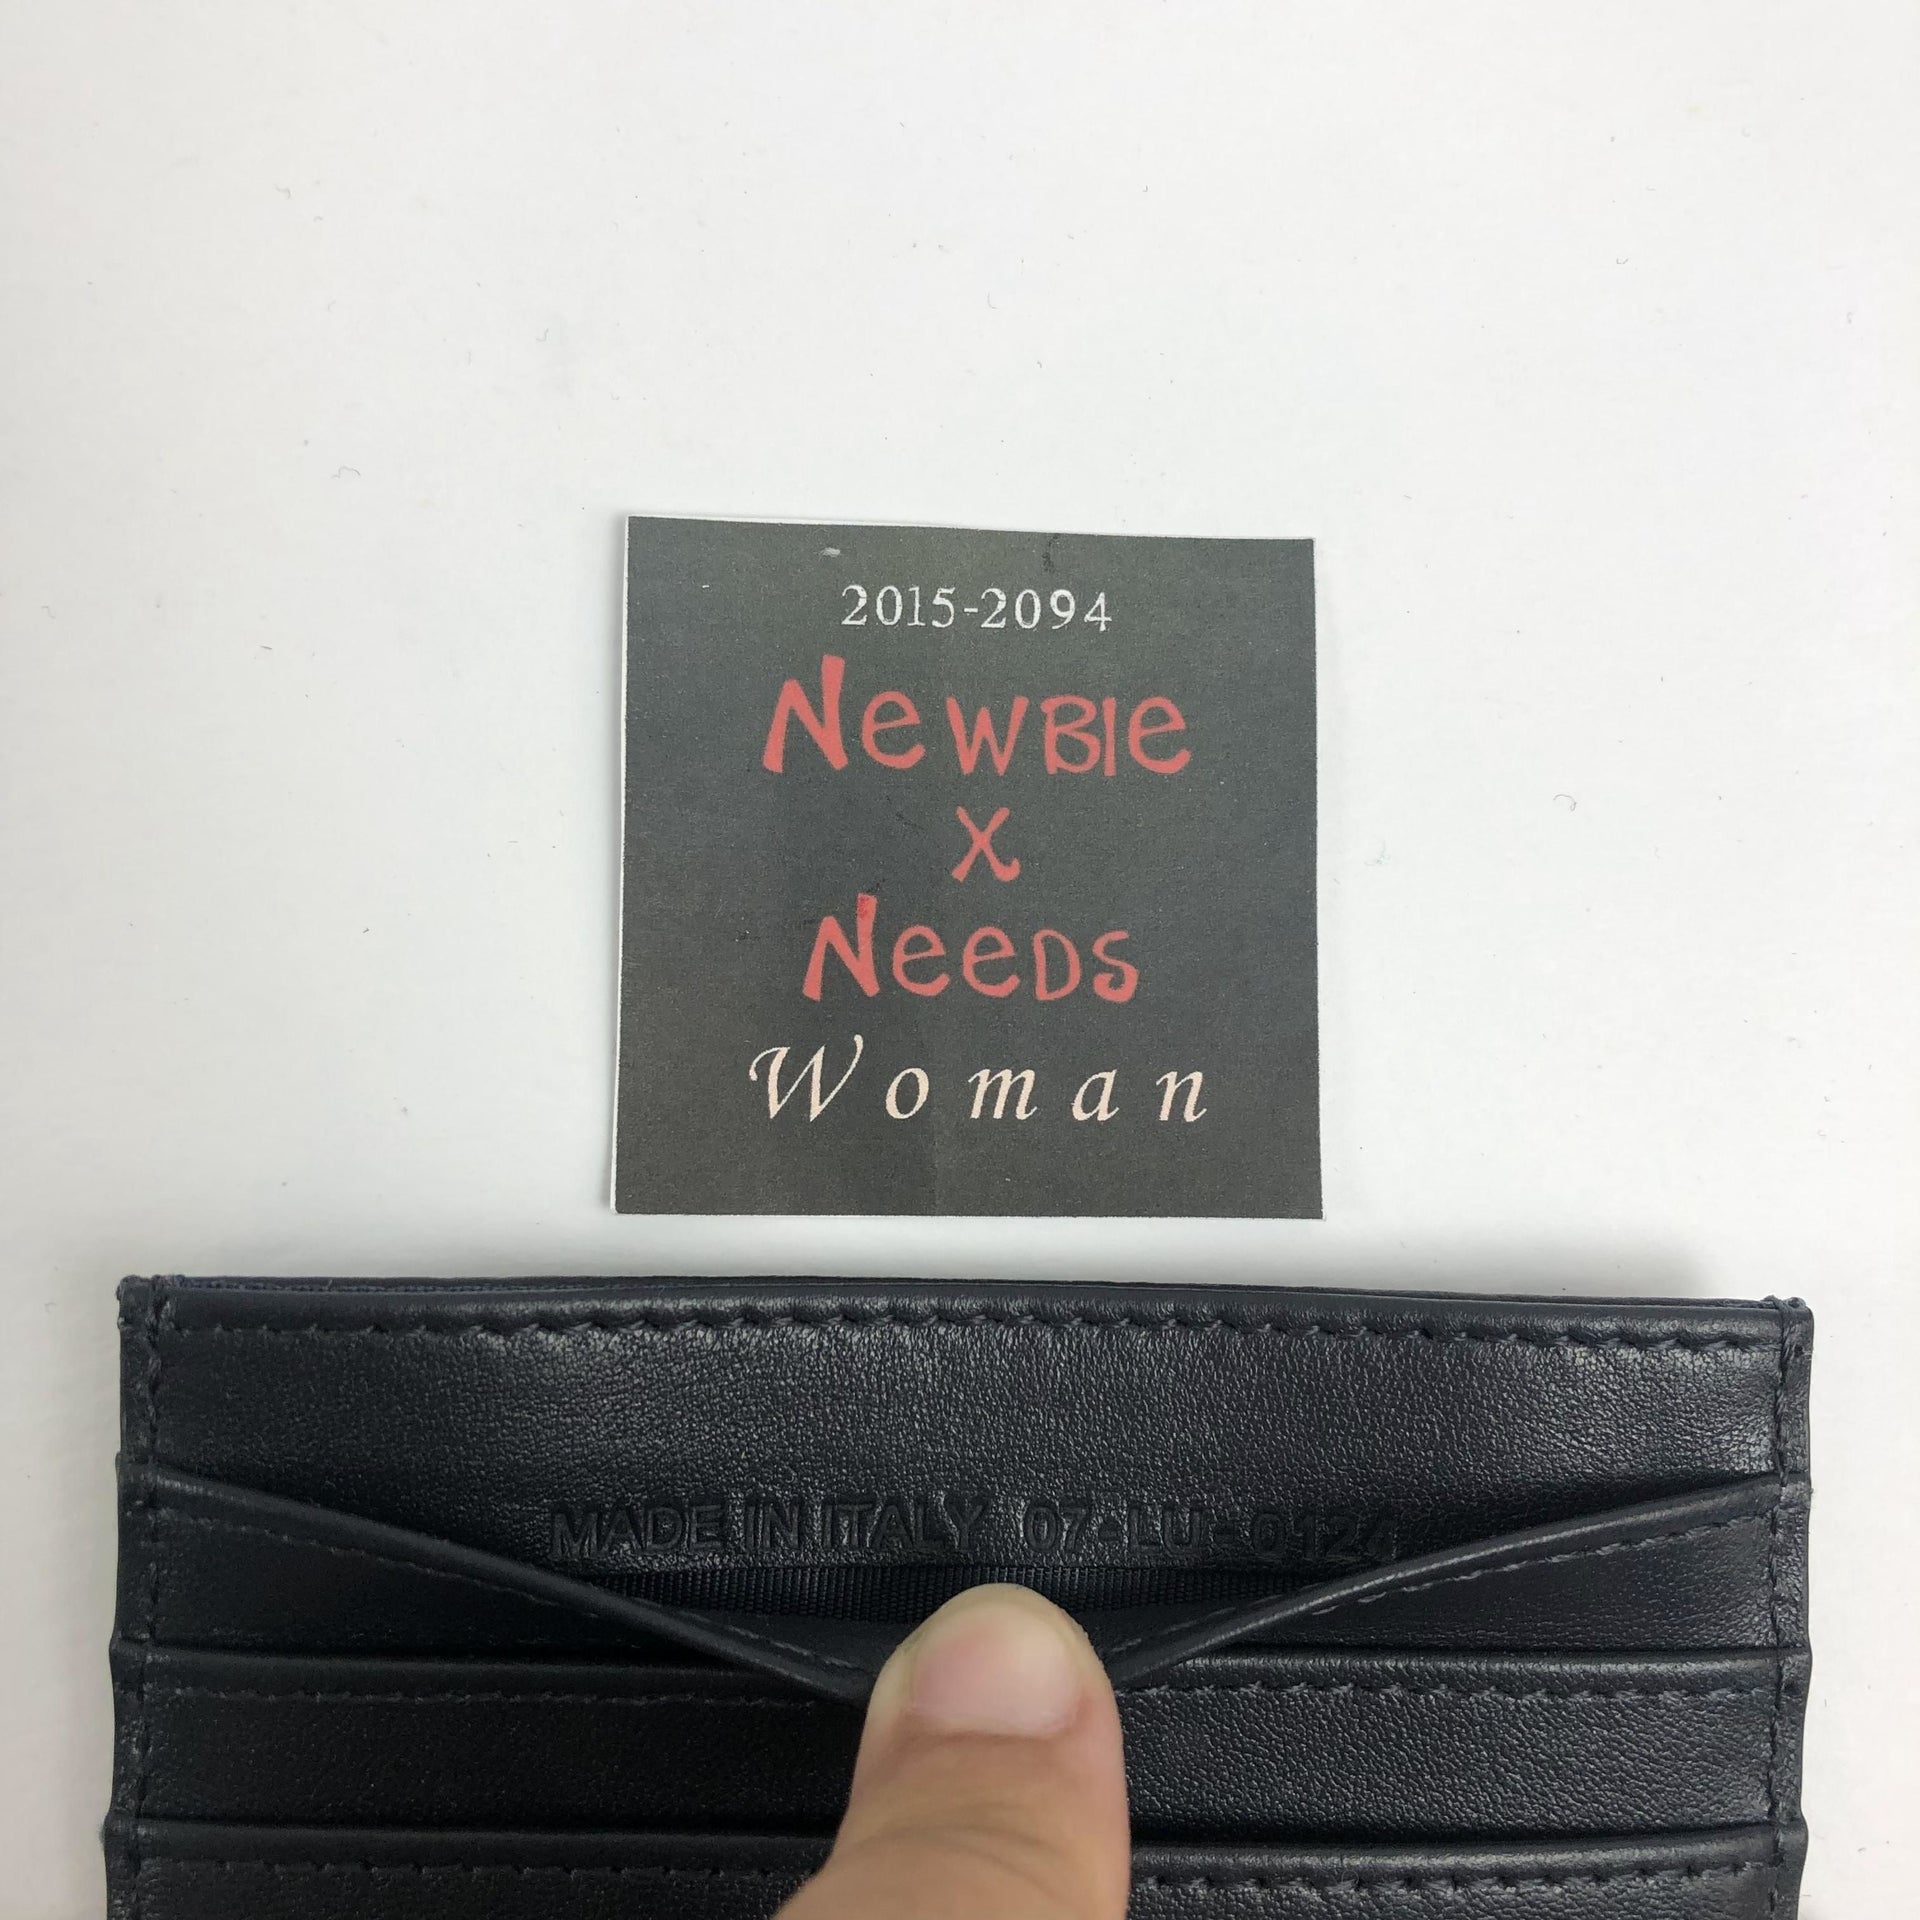 2015-2094
Newbie
x
Needs
Woman
MADE IN ITALY 07-LU-0124